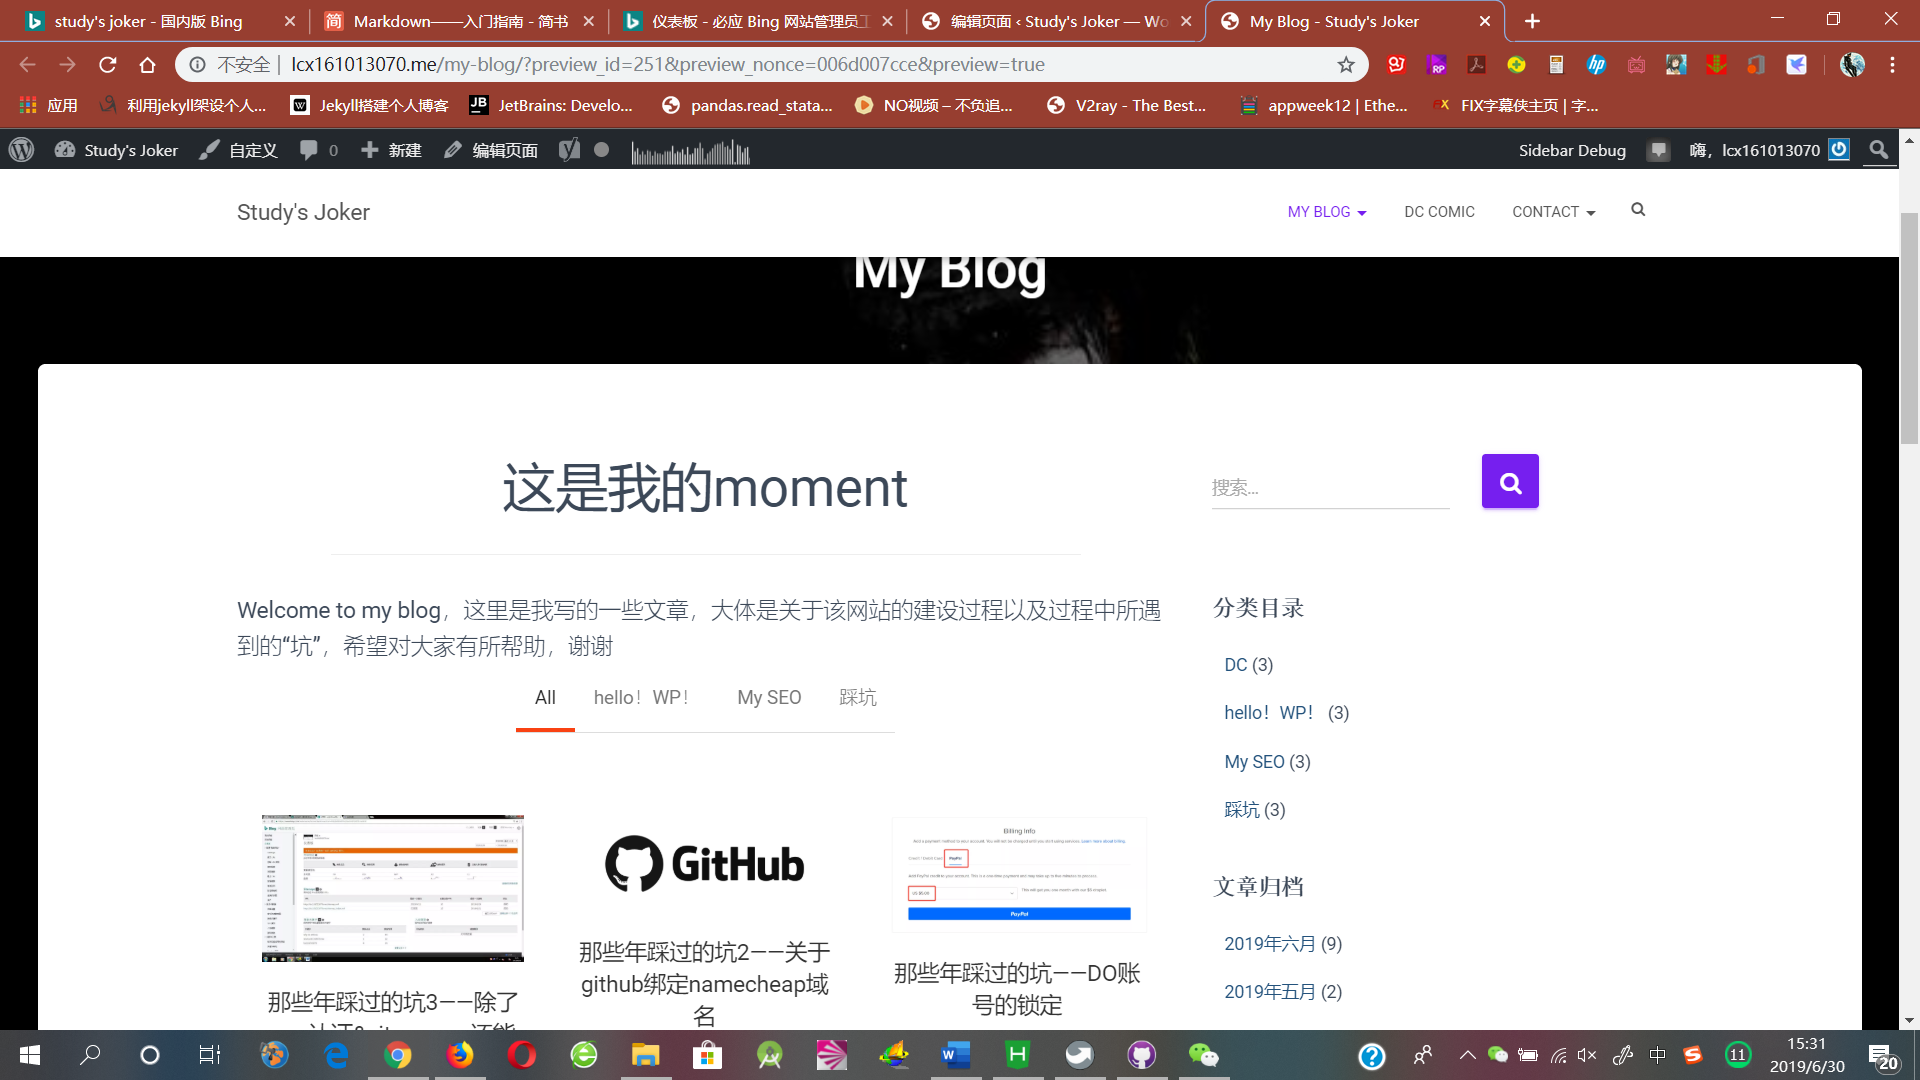 study's joker - 国内版 Bing
Markdown——入门指南 - 简书
仪表板 - 必应 Bing 网站管理员工
编辑页面 ‹ Study's Joker — Wo
My Blog - Study's Joker
不安全 | lcx161013070.me/my-blog/?preview_id=251&preview_nonce=006d007cce&preview=true
应用
利用jekyll架设个人...
Jekyll搭建个人博客
JetBrains: Develo...
pandas.read_stata...
NO视频 – 不负追...
V2ray - The Best...
appweek12 | Ethe...
FIX字幕侠主页 | 字...
Study's Joker
自定义
0
新建
编辑页面
Sidebar Debug
嗨，lcx161013070
Study's Joker
MY BLOG
DC COMIC
CONTACT
My Blog
这是我的moment
搜索...
Welcome to my blog，这里是我写的一些文章，大体是关于该网站的建设过程以及过程中所遇
到的“坑”，希望对大家有所帮助，谢谢
All
hello！WP！
My SEO
踩坑
分类目录
DC (3)
hello！WP！ (3)
My SEO (3)
踩坑 (3)
文章归档
2019年六月 (9)
2019年五月 (2)
GitHub
Billing Info
PayPal
PayPal
那些年踩过的坑3——除了
那些年踩过的坑2——关于
github绑定namecheap域
名
那些年踩过的坑——DO账
号的锁定
中
11
15:31
2019/6/30
20